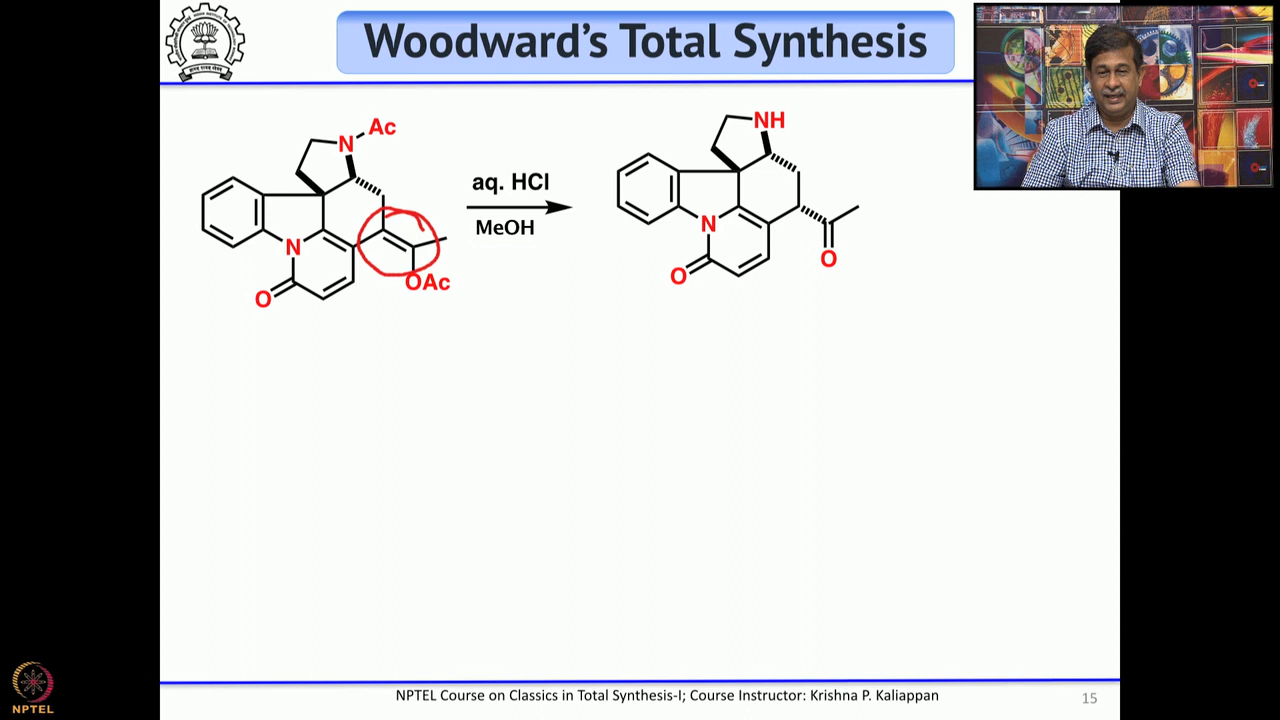 Woodward's Total Synthesis
N
Ac
N
O
OAc
aq. HCl
MeOH
NH
N
O
O
NPTEL
NPTEL Course on Classics in Total Synthesis-I; Course Instructor: Krishna P. Kaliappan
15